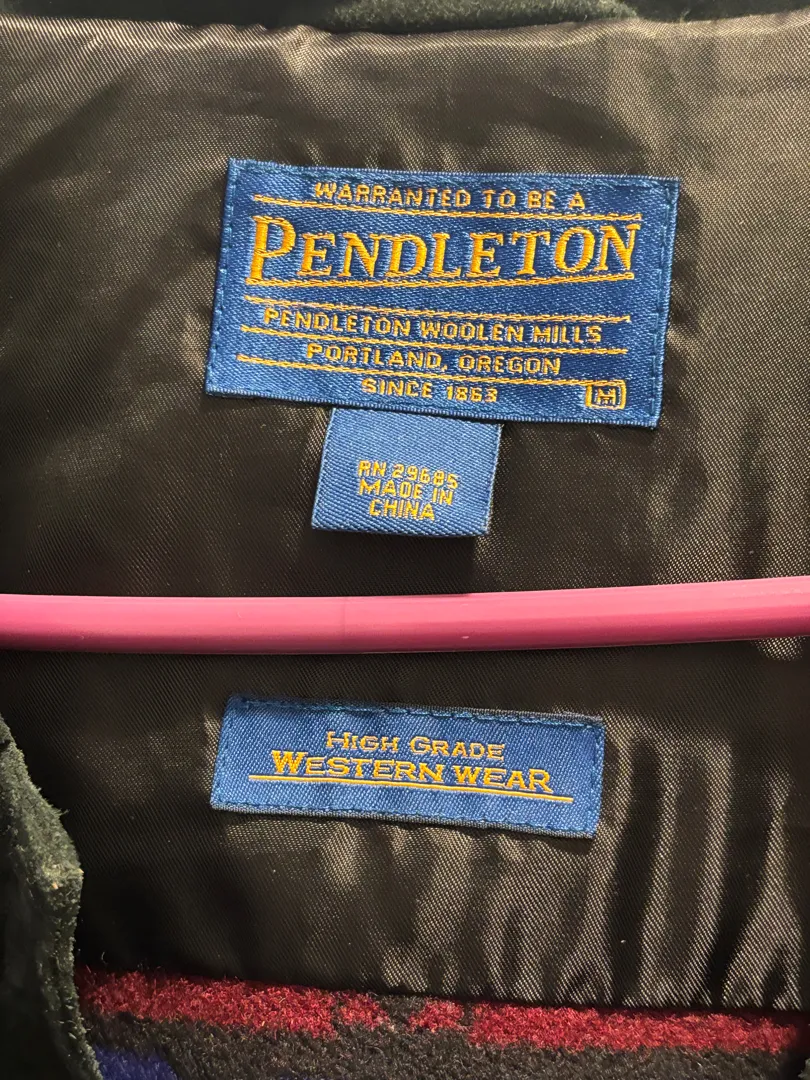 WARRANTED TO BE A
PENDLETON
PENDLETON WOOLEN MILLS
PORTLAND, OREGON
SINCE 1863
M
RN 29685
MADE IN
CHINA
HIGH GRADE
WESTERN WEAR